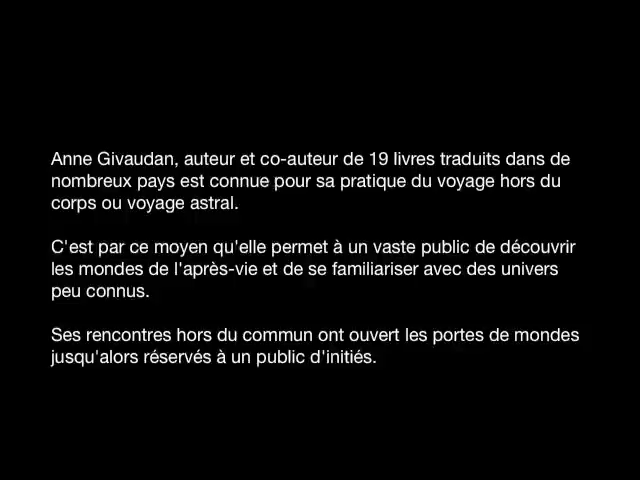 Anne Givaudan, auteur et co-auteur de 19 livres traduits dans de
nombreux pays est connue pour sa pratique du voyage hors du
corps ou voyage astral.
C'est par ce moyen qu'elle permet à un vaste public de découvrir
les mondes de l'après-vie et de se familiariser avec des univers
peu connus.
Ses rencontres hors du commun ont ouvert les portes de mondes
jusqu'alors réservés à un public d'initiés.